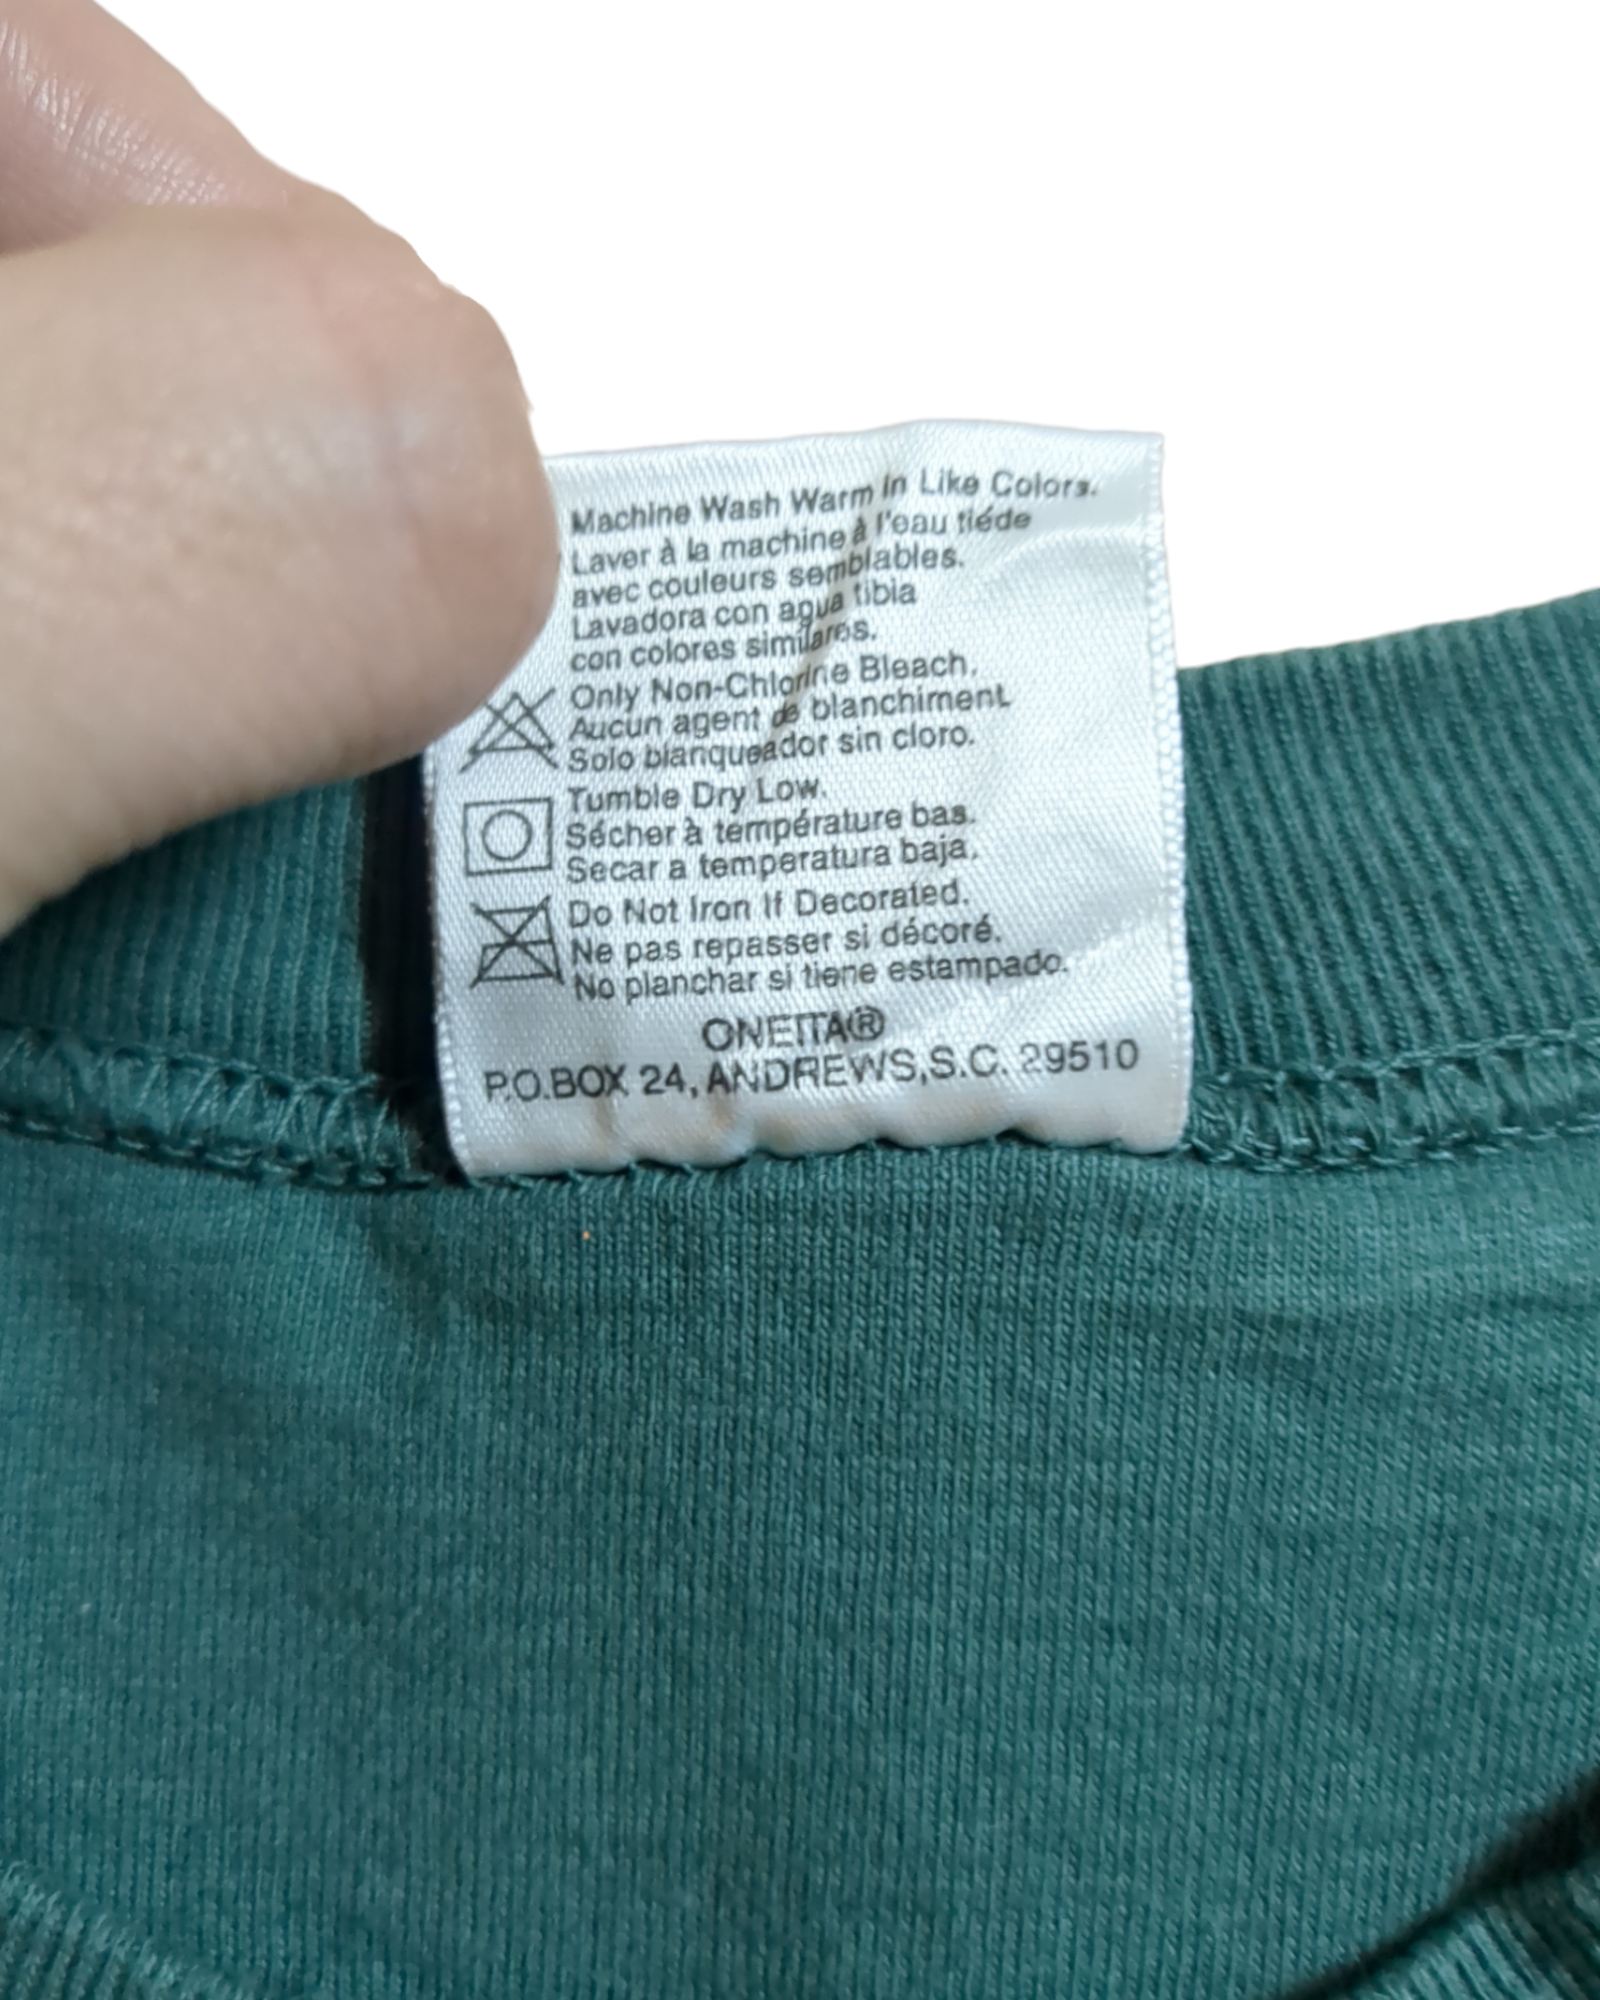 Machine Wash Warm In Like Colors.
Laver à la machine à l'eau tiéde
avec couleurs semblables.
Lavadora con agua tibia
con colores similares.
Only Non-Chlorine Bleach.
Aucun agent de blanchiment
Solo blanqueador sin cloro.
Tumble Dry Low.
Sécher à température bas.
Secar a temperatura baja.
Do Not Iron If Decorated.
Ne pas repasser si décoré.
No planchar si tiene estampado.
ONEITA®
P.O.BOX 24, ANDREWS,S.C. 29510